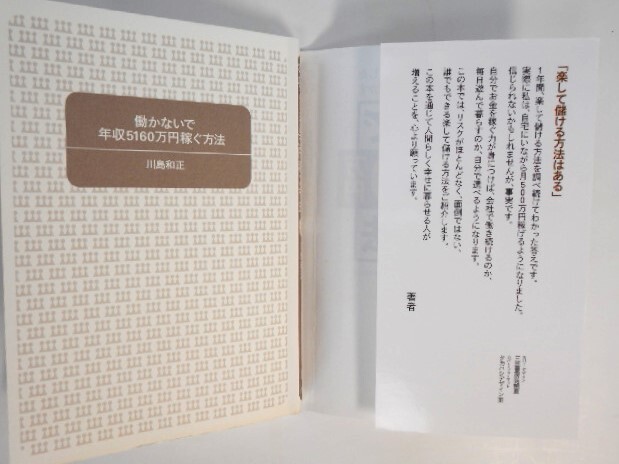 働かないで
年収5160万円稼ぐ方法
川島和正
「楽して儲ける方法はある」
1年間、楽して儲ける方法を調べ続けてわかった答えです。
実際に私は、自宅にいながら月500万円稼げるようになりました。
信じられないかもしれませんが、事実です。
自分でお金を稼ぐ力が身につけば、会社で働き続けるのか、
毎日遊んで暮らすのか、自分で選べるようになります。
この本では、リスクがほとんどなく、面倒ではない、
誰でもできる楽して儲ける方法をご紹介します。
この本を通じて人間らしく幸せに暮らせる人が
増えることを、心より願っています。
著者